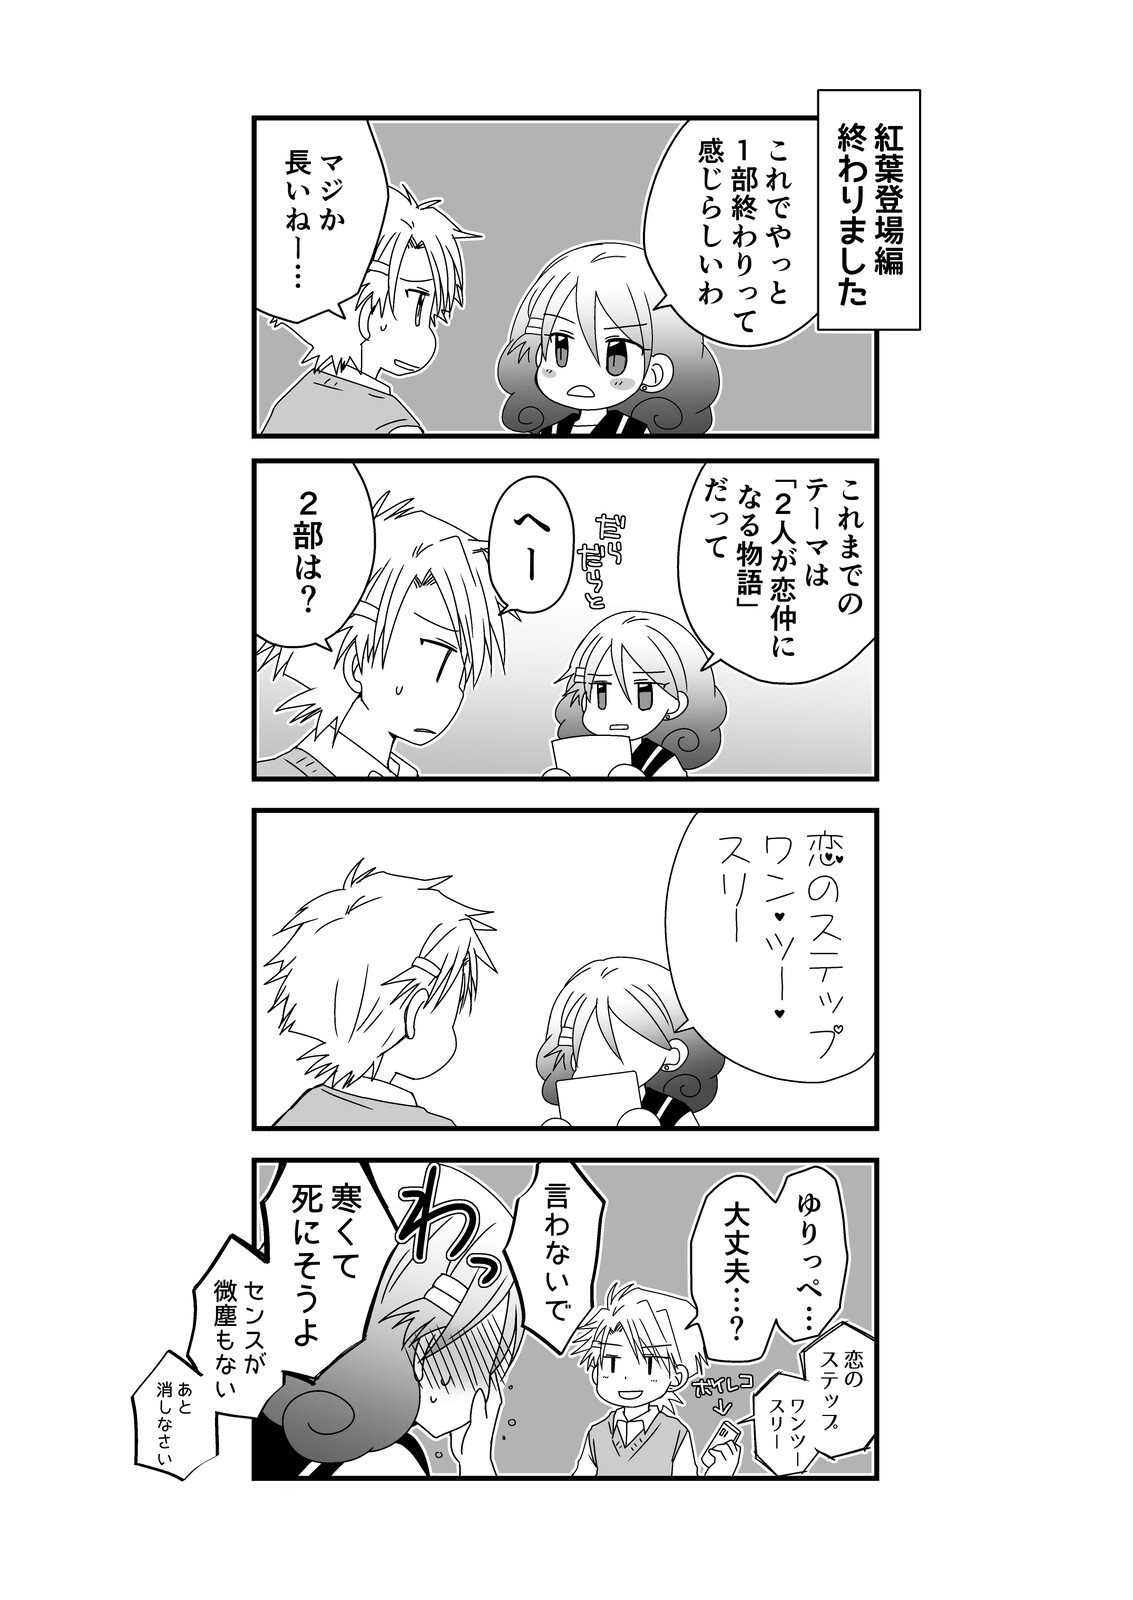 紅葉登場編
終わりました
これでやっと
1部終わりって
感じらしいわ
マジか
長いねー…
これまでの
テーマは
「2人が恋仲に
なる物語」
だって
だら
だらと
へー
2部は？
恋のステップ
ワン♥ツー♥
スリー
ゆりっぺ…
大丈夫…？
恋の
ステップ
ワンツー
スリー
ボイレコ
言わないで
わっ
寒くて
死にそうよ
センスが
微塵もない
あと
消しなさい